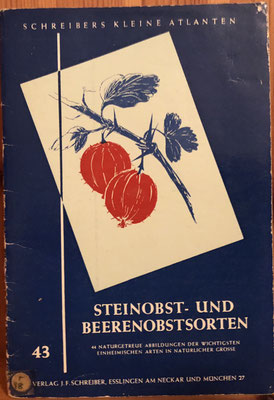 SCHREIBERS KLEINE ATLANTEN
STEINOBST- UND
BEERENOBSTSORTEN
44 NATURGETREUE ABBILDUNGEN DER WICHTIGSTEN
EINHEIMISCHEN ARTEN IN NATÜRLICHER GRÖSSE
43
VERLAG J.F. SCHREIBER, ESSLINGEN AM NECKAR UND MÜNCHEN 27